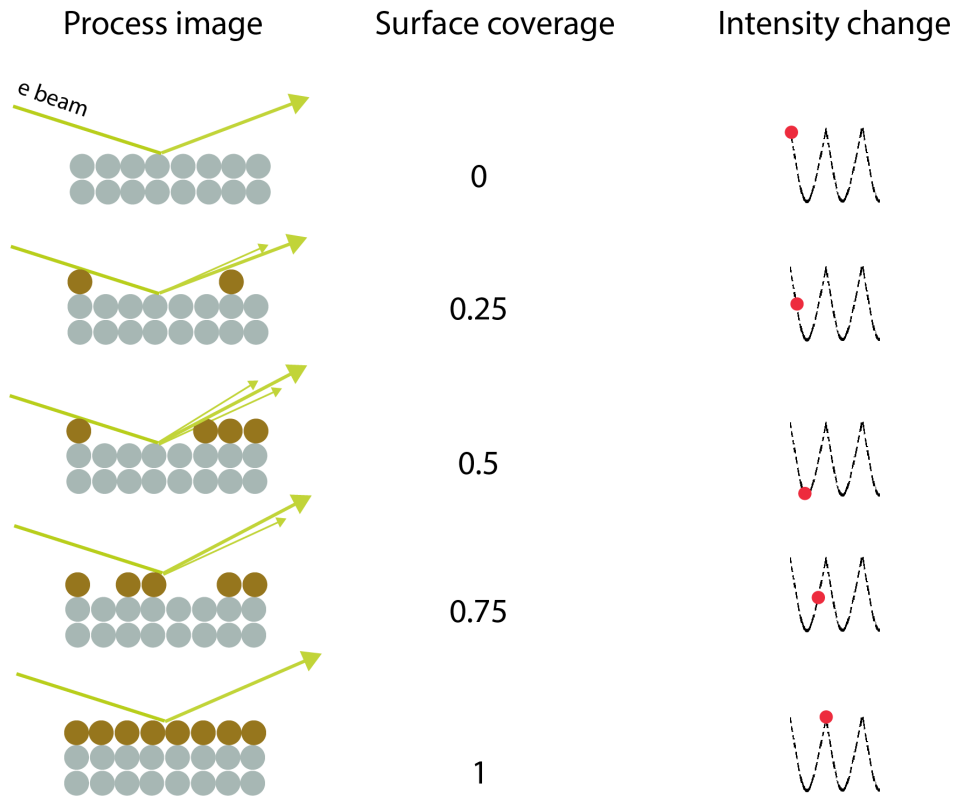 Process image
Surface coverage
Intensity change
e beam
0
0.25
0.5
0.75
1